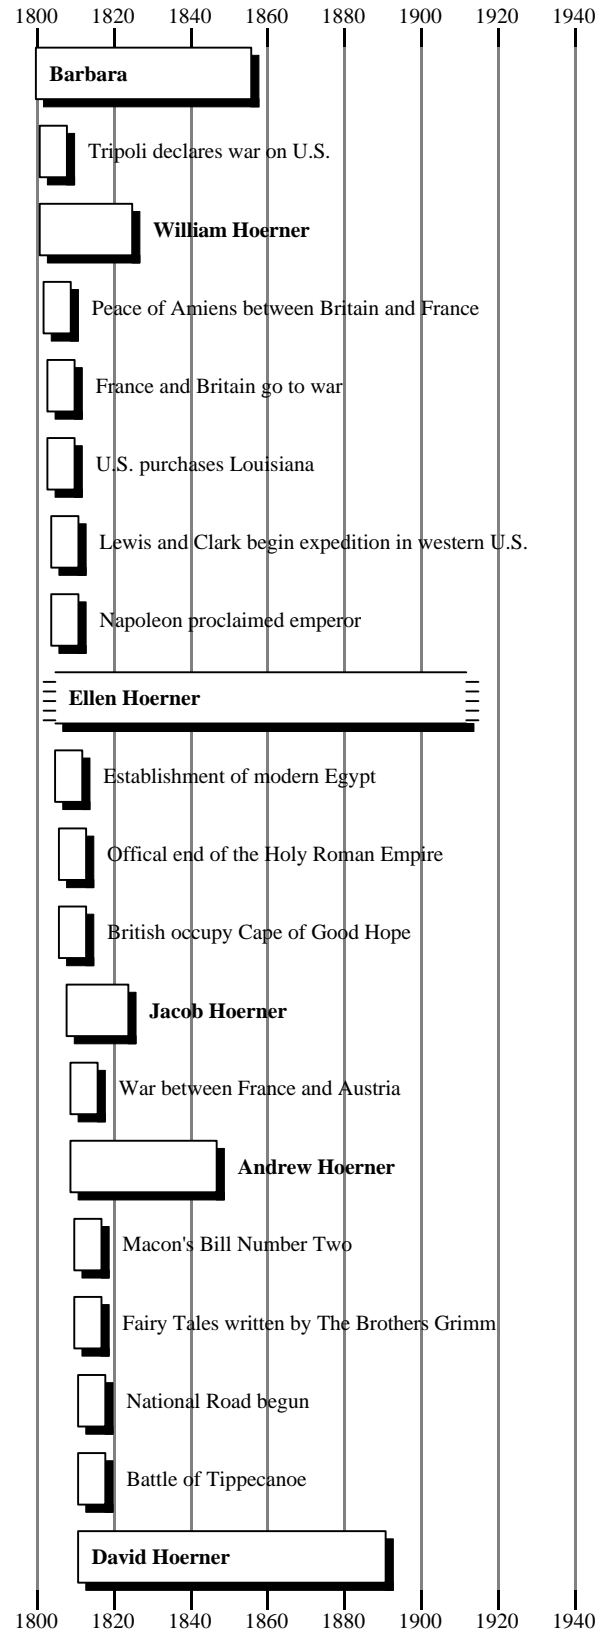 1800 1820 1840 1860 1880 1900 1920 1940
Barbara
Tripoli declares war on U.S.
William Hoerner
Peace of Amiens between Britain and France
France and Britain go to war
U.S. purchases Louisiana
Lewis and Clark begin expedition in western U.S.
Napoleon proclaimed emperor
Ellen Hoerner
Establishment of modern Egypt
Offical end of the Holy Roman Empire
British occupy Cape of Good Hope
Jacob Hoerner
War between France and Austria
Andrew Hoerner
Macon's Bill Number Two
Fairy Tales written by The Brothers Grimm
National Road begun
Battle of Tippecanoe
David Hoerner
1800 1820 1840 1860 1880 1900 1920 1940